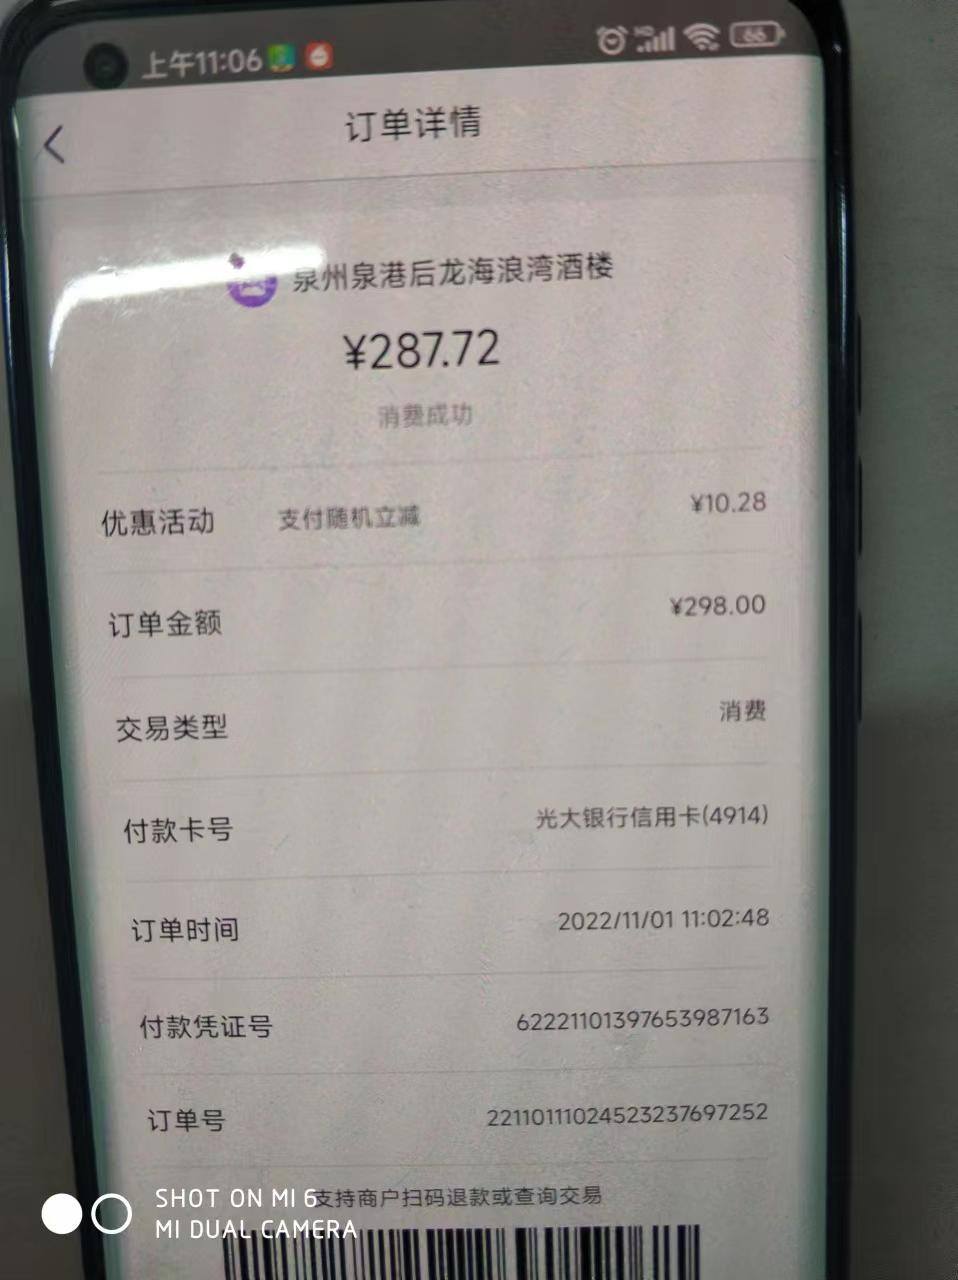 上午11:06
HD
66
订单详情
泉州泉港后龙海浪湾酒楼
¥287.72
消费成功
优惠活动 支付随机立减 ¥10.28
订单金额 ¥298.00
交易类型 消费
付款卡号 光大银行信用卡(4914)
订单时间 2022/11/01 11:02:48
付款凭证号 62221101397653987163
订单号 22110111024523237697252
支持商户扫码退款或查询交易
SHOT ON MI 6
MI DUAL CAMERA